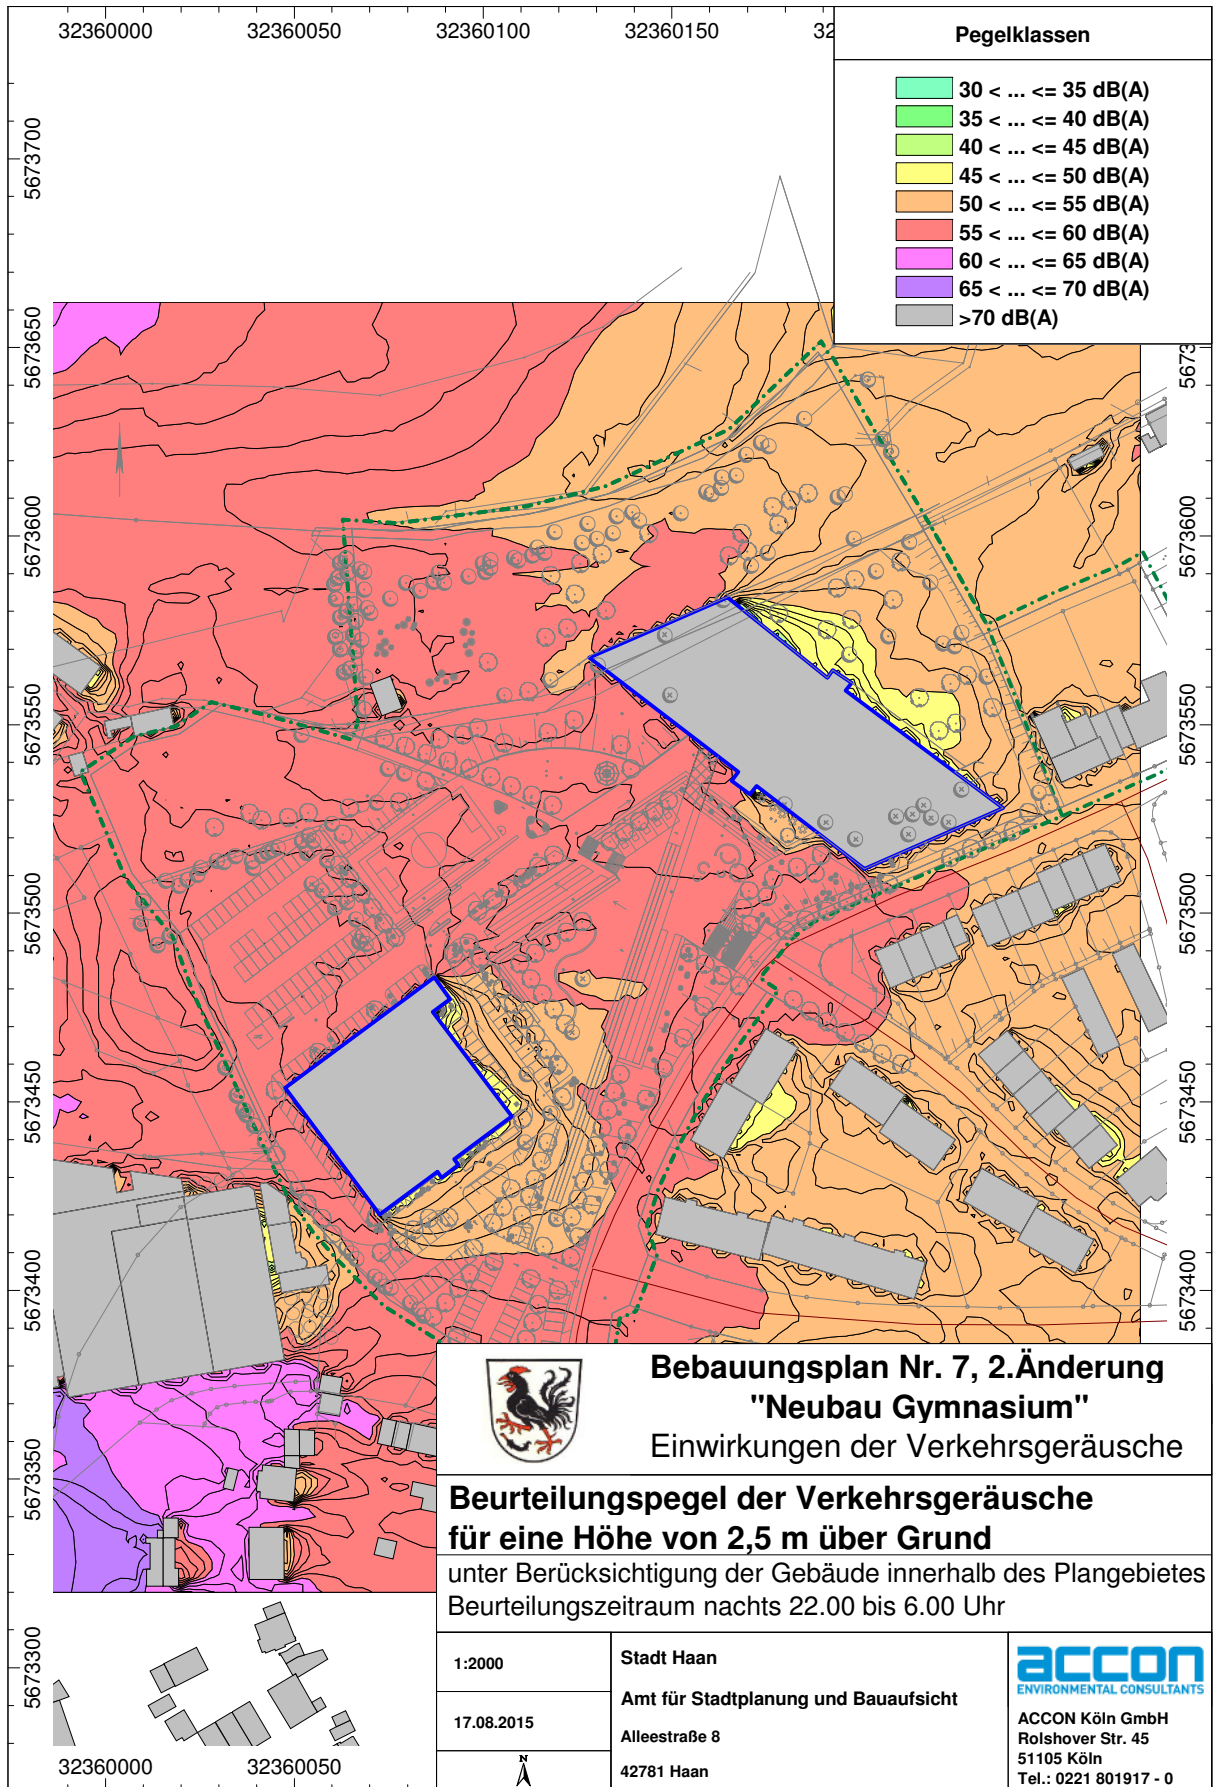 32360000 32360050 32360100 32360150 32
Pegelklassen
30 < ... <= 35 dB(A)
35 < ... <= 40 dB(A)
40 < ... <= 45 dB(A)
45 < ... <= 50 dB(A)
50 < ... <= 55 dB(A)
55 < ... <= 60 dB(A)
60 < ... <= 65 dB(A)
65 < ... <= 70 dB(A)
>70 dB(A)
5673700
5673650
5673600
5673550
5673500
5673450
5673400
5673350
5673300
5673
5673600
5673550
5673500
5673450
5673400
Bebauungsplan Nr. 7, 2.Änderung
"Neubau Gymnasium"
Einwirkungen der Verkehrsgeräusche
Beurteilungspegel der Verkehrsgeräusche
für eine Höhe von 2,5 m über Grund
unter Berücksichtigung der Gebäude innerhalb des Plangebietes
Beurteilungszeitraum nachts 22.00 bis 6.00 Uhr
1:2000
17.08.2015
N
Stadt Haan
Amt für Stadtplanung und Bauaufsicht
Alleestraße 8
42781 Haan
accon
ENVIRONMENTAL CONSULTANTS
ACCON Köln GmbH
Rolshover Str. 45
51105 Köln
Tel.: 0221 801917 - 0
32360000 32360050